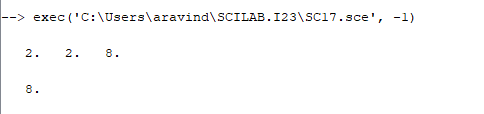 --> exec('C:\Users\aravind\SCILAB.I23\SC17.sce', -1)
2. 2. 8.
8.